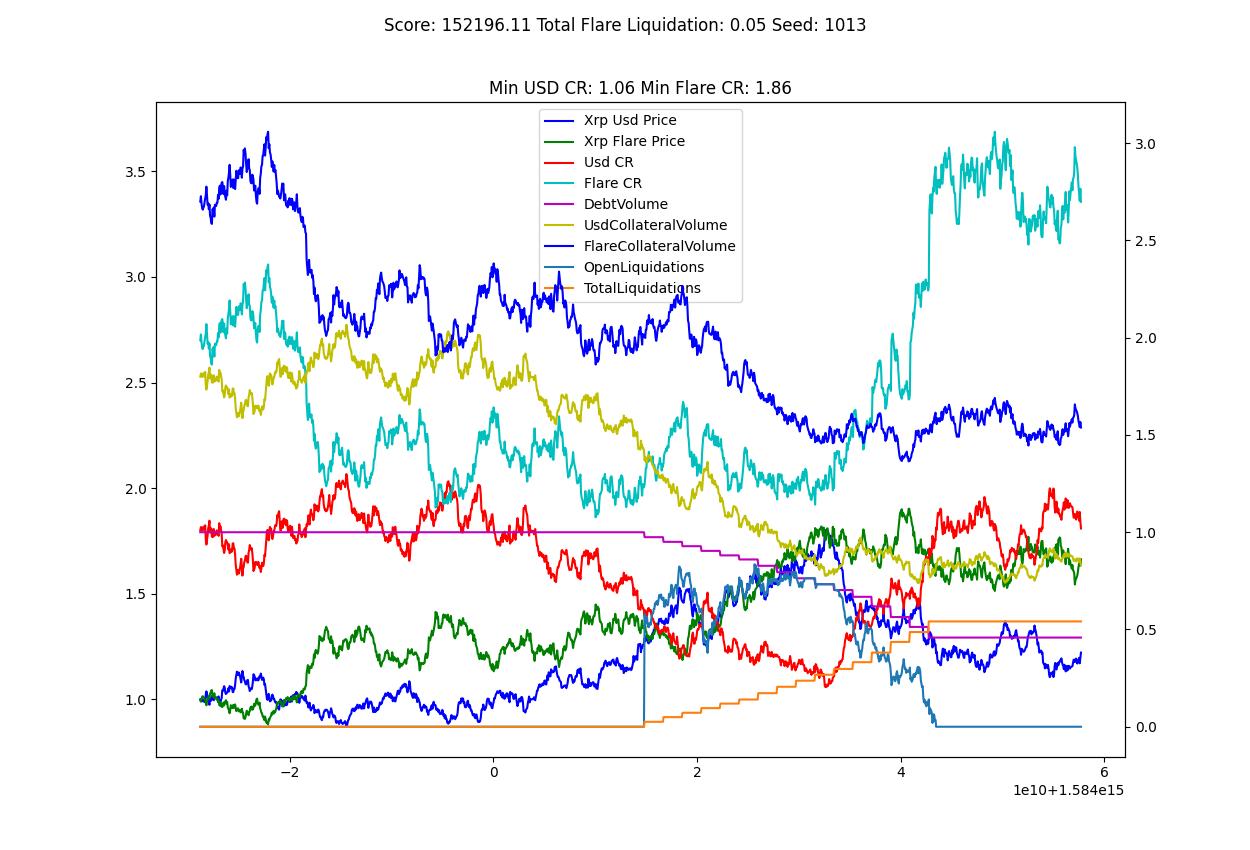 Score: 152196.11 Total Flare Liquidation: 0.05 Seed: 1013
Min USD CR: 1.06 Min Flare CR: 1.86
Xrp Usd Price
Xrp Flare Price
Usd CR
Flare CR
DebtVolume
UsdCollateralVolume
FlareCollateralVolume
OpenLiquidations
TotalLiquidations
3.5
3.0
2.5
2.0
1.5
1.0
3.0
2.5
2.0
1.5
1.0
0.5
0.0
−2
0
2
4
6
1e10+1.584e15